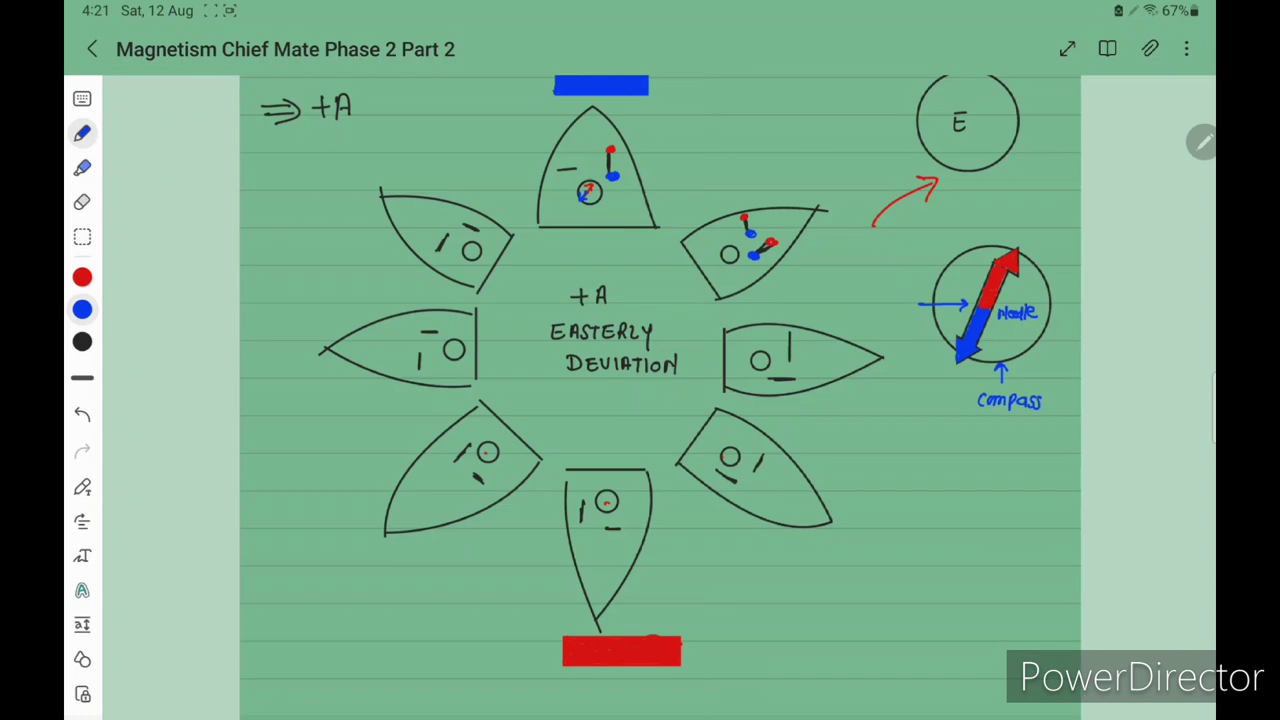 4:21 Sat, 12 Aug
67%
Magnetism Chief Mate Phase 2 Part 2
⇒ +A
E
+A
EASTERLY
DEVIATION
Needle
Compass
PowerDirector